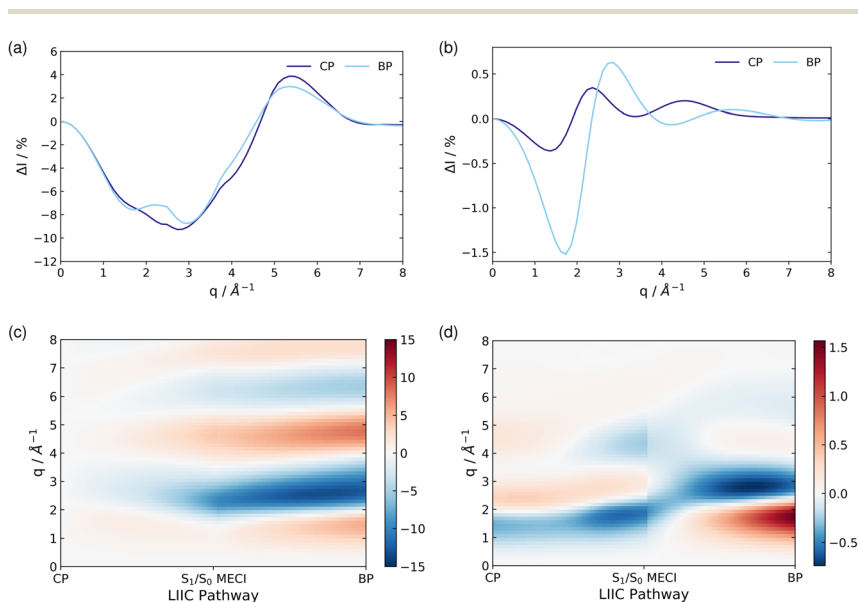 (a)
CP BP
6
4
2
0
−2
−4
−6
−8
−10
−12
ΔI / %
0 1 2 3 4 5 6 7 8
q / Å⁻¹
(b)
CP BP
0.5
0.0
−0.5
−1.0
−1.5
ΔI / %
0 1 2 3 4 5 6 7 8
q / Å⁻¹
(c)
8
7
6
5
4
3
2
1
0
q / Å⁻¹
CP S₁/S₀ MECI BP
LIIC Pathway
15
10
5
0
−5
−10
−15
(d)
8
7
6
5
4
3
2
1
0
q / Å⁻¹
CP S₁/S₀ MECI BP
LIIC Pathway
1.5
1.0
0.5
0.0
−0.5